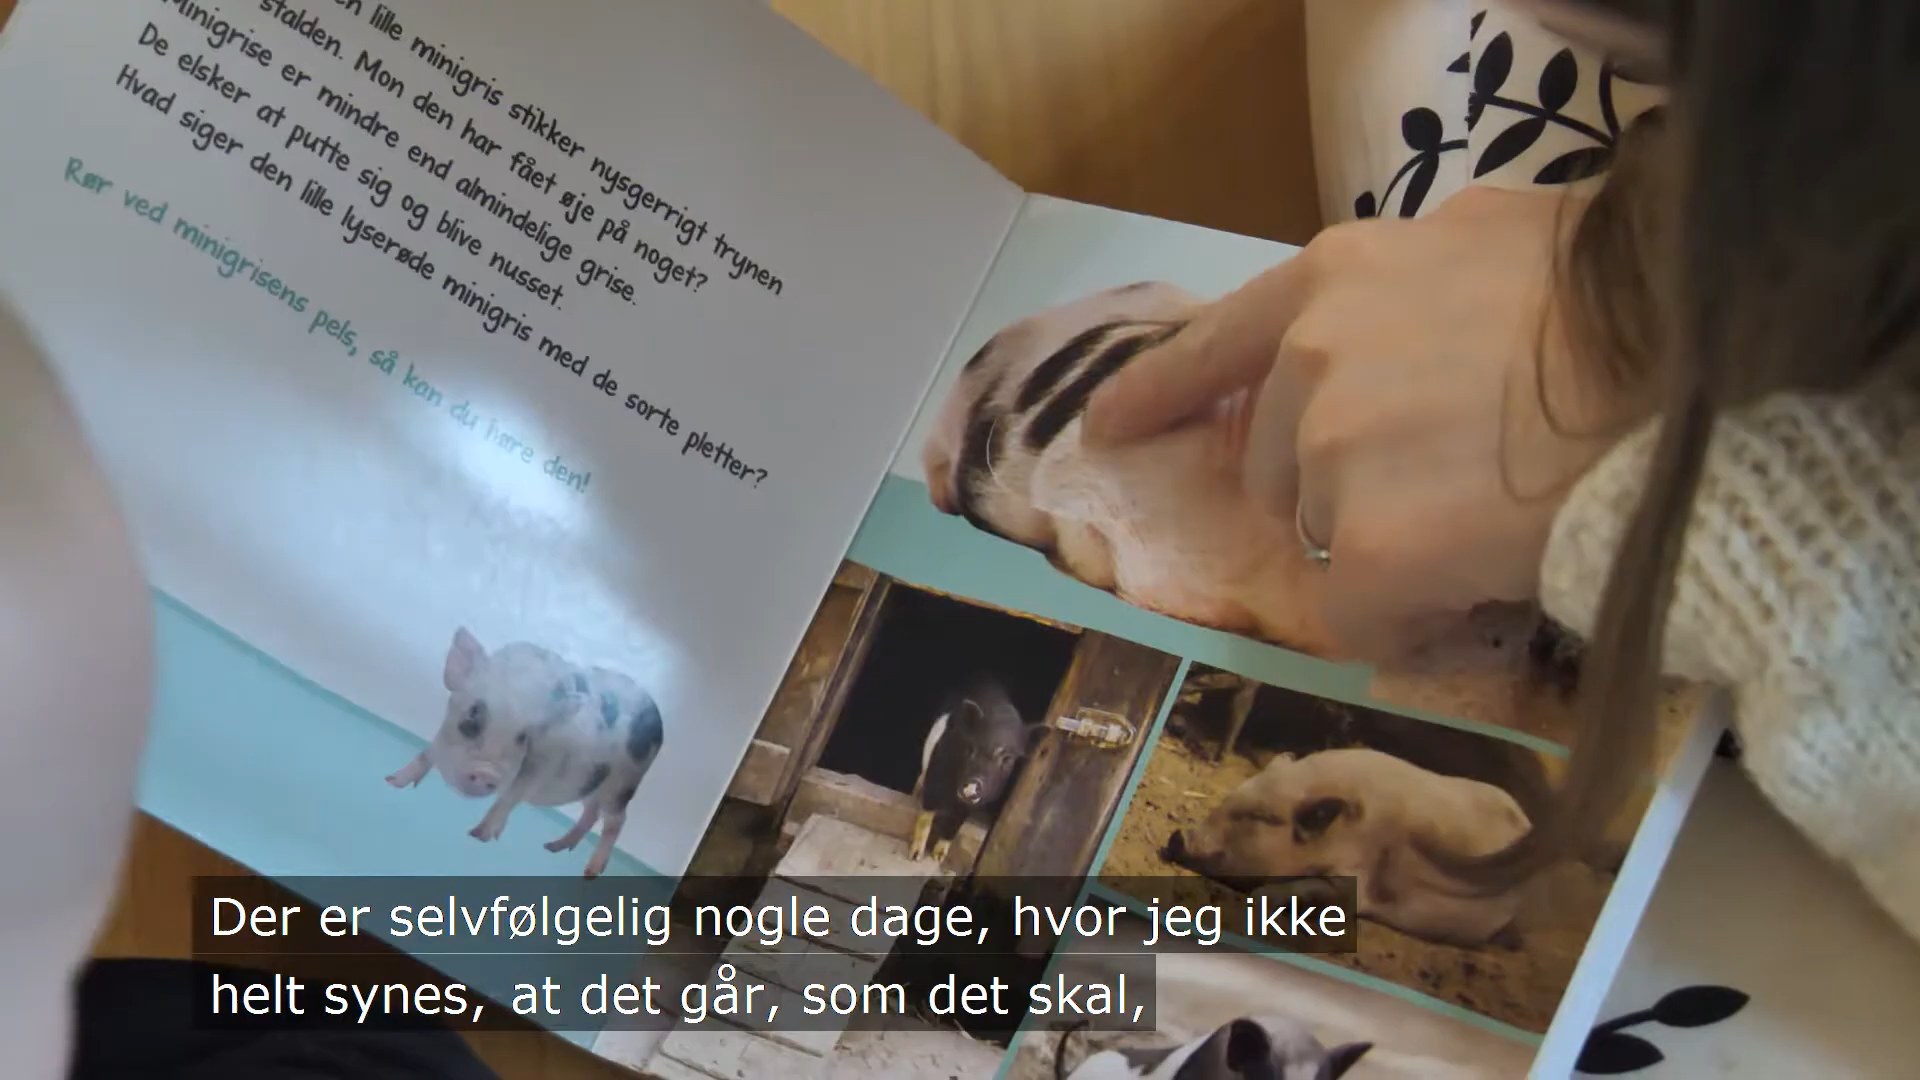 en lille minigris stikker nysgerrigt trynen
stalden. Mon den har fået øje på noget?
Minigrise er mindre end almindelige grise.
De elsker at putte sig og blive nusset.
Hvad siger den lille lyserøde minigris med de sorte pletter?
Rør ved minigrisens pels, så kan du høre den!
Der er selvfølgelig nogle dage, hvor jeg ikke
helt synes, at det går, som det skal,